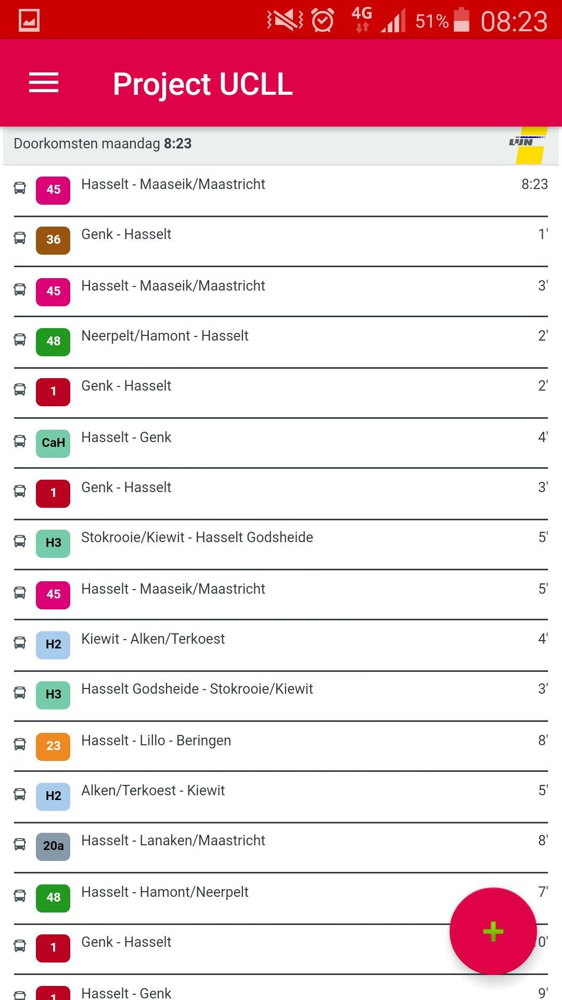 4G 51% 08:23
Project UCLL
Doorkomsten maandag 8:23
LIJN
45 Hasselt - Maaseik/Maastricht 8:23
36 Genk - Hasselt 1'
45 Hasselt - Maaseik/Maastricht 3'
48 Neerpelt/Hamont - Hasselt 2'
1 Genk - Hasselt 2'
CaH Hasselt - Genk 4'
1 Genk - Hasselt 3'
H3 Stokrooie/Kiewit - Hasselt Godsheide 5'
45 Hasselt - Maaseik/Maastricht 5'
H2 Kiewit - Alken/Terkoest 4'
H3 Hasselt Godsheide - Stokrooie/Kiewit 3'
23 Hasselt - Lillo - Beringen 8'
H2 Alken/Terkoest - Kiewit 5'
20a Hasselt - Lanaken/Maastricht 8'
48 Hasselt - Hamont/Neerpelt 7'
1 Genk - Hasselt 0'
1 Hasselt - Genk 9'